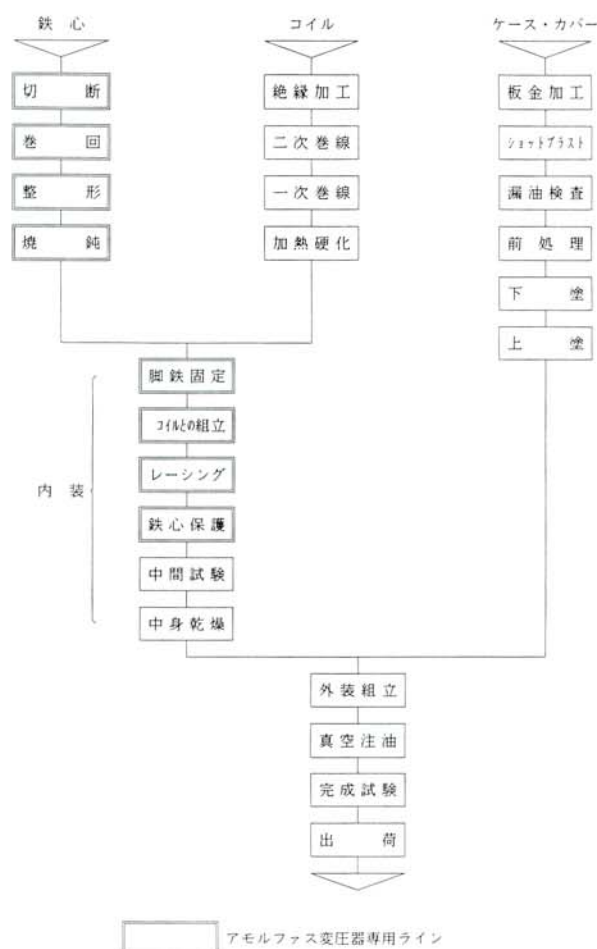 鉄心
コイル
ケース・カバー
切断
絶縁加工
板金加工
巻回
二次巻線
ショットブラスト
整形
一次巻線
漏油検査
焼鈍
加熱硬化
前処理
下塗
上塗
脚鉄固定
コイルとの組立
レーシング
内装
鉄心保護
中間試験
中身乾燥
外装組立
真空注油
完成試験
出荷
アモルファス変圧器専用ライン